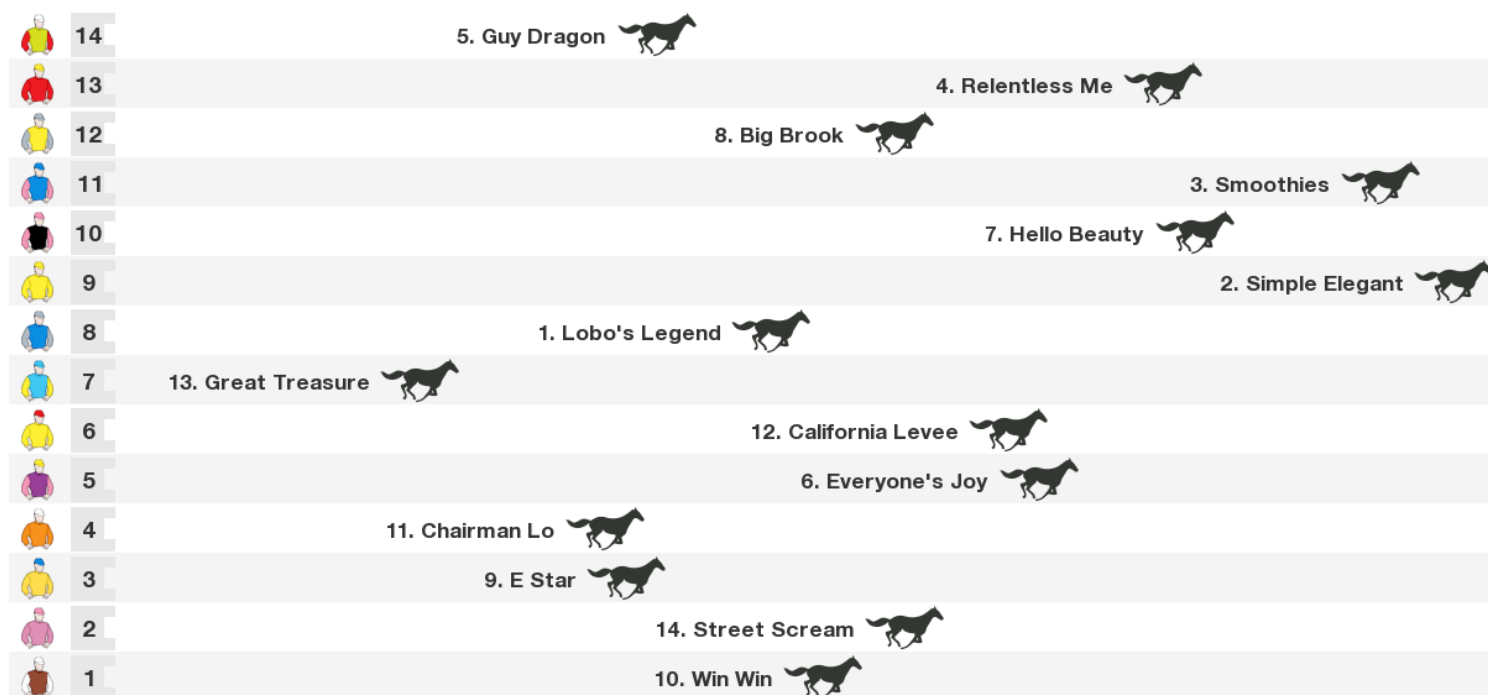 14 5. Guy Dragon
13 4. Relentless Me
12 8. Big Brook
11 3. Smoothies
10 7. Hello Beauty
9 2. Simple Elegant
8 1. Lobo's Legend
7 13. Great Treasure
6 12. California Levee
5 6. Everyone's Joy
4 11. Chairman Lo
3 9. E Star
2 14. Street Scream
1 10. Win Win